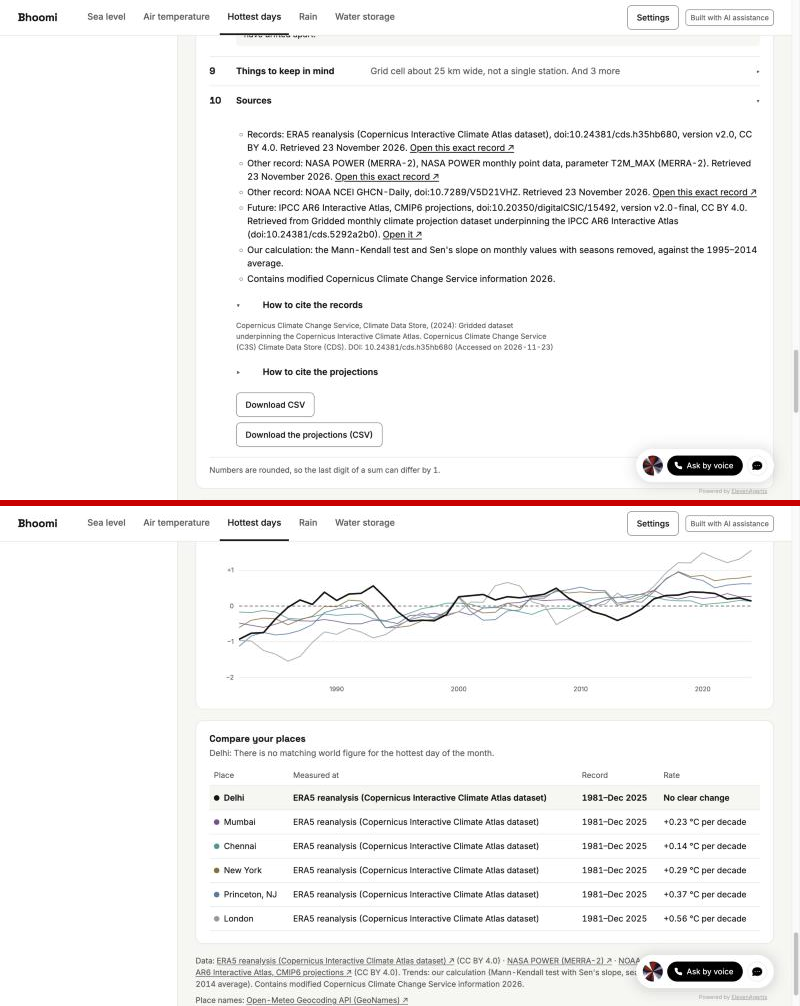 Bhoomi Sea level Air temperature Hottest days Rain Water storage Settings Built with AI assistance
9 Things to keep in mind Grid cell about 25 km wide, not a single station. And 3 more
10 Sources
Records: ERA5 reanalysis (Copernicus Interactive Climate Atlas dataset), doi:10.24381/cds.h35hb680, version v2.0, CC
BY 4.0. Retrieved 23 November 2026. Open this exact record ↗
Other record: NASA POWER (MERRA-2), NASA POWER monthly point data, parameter T2M_MAX (MERRA-2). Retrieved
23 November 2026. Open this exact record ↗
Other record: NOAA NCEI GHCN-Daily, doi:10.7289/V5D21VHZ. Retrieved 23 November 2026. Open this exact record ↗
Future: IPCC AR6 Interactive Atlas, CMIP6 projections, doi:10.20350/digitalCSIC/15492, version v2.0-final, CC BY 4.0.
Retrieved from Gridded monthly climate projection dataset underpinning the IPCC AR6 Interactive Atlas
(doi:10.24381/cds.5292a2b0). Open it ↗
Our calculation: the Mann-Kendall test and Sen's slope on monthly values with seasons removed, against the 1995–2014
average.
Contains modified Copernicus Climate Change Service information 2026.
How to cite the records
Copernicus Climate Change Service, Climate Data Store, (2024): Gridded dataset
underpinning the Copernicus Interactive Climate Atlas. Copernicus Climate Change Service
(C3S) Climate Data Store (CDS). DOI: 10.24381/cds.h35hb680 (Accessed on 2026-11-23)
How to cite the projections
Download CSV
Download the projections (CSV)
Numbers are rounded, so the last digit of a sum can differ by 1.
Ask by voice
Powered by ElevenAgents
Bhoomi Sea level Air temperature Hottest days Rain Water storage Settings Built with AI assistance
+1
0
−1
−2
1990 2000 2010 2020
Compare your places
Delhi: There is no matching world figure for the hottest day of the month.
Place Measured at Record Rate
Delhi ERA5 reanalysis (Copernicus Interactive Climate Atlas dataset) 1981–Dec 2025 No clear change
Mumbai ERA5 reanalysis (Copernicus Interactive Climate Atlas dataset) 1981–Dec 2025 +0.23 °C per decade
Chennai ERA5 reanalysis (Copernicus Interactive Climate Atlas dataset) 1981–Dec 2025 +0.14 °C per decade
New York ERA5 reanalysis (Copernicus Interactive Climate Atlas dataset) 1981–Dec 2025 +0.29 °C per decade
Princeton, NJ ERA5 reanalysis (Copernicus Interactive Climate Atlas dataset) 1981–Dec 2025 +0.37 °C per decade
London ERA5 reanalysis (Copernicus Interactive Climate Atlas dataset) 1981–Dec 2025 +0.56 °C per decade
Data: ERA5 reanalysis (Copernicus Interactive Climate Atlas dataset) ↗ (CC BY 4.0) · NASA POWER (MERRA-2) ↗ · NOAA
AR6 Interactive Atlas, CMIP6 projections ↗ (CC BY 4.0). Trends: our calculation (Mann-Kendall test with Sen's slope,
2014 average). Contains modified Copernicus Climate Change Service information 2026.
Ask by voice
Powered by ElevenAgents
Place names: Open-Meteo Geocoding API (GeoNames) ↗